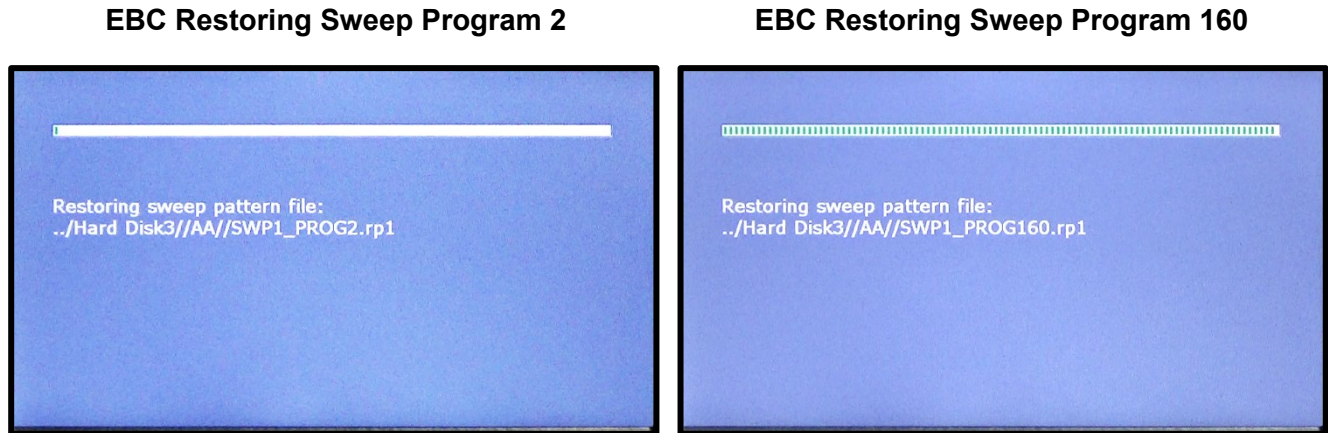 EBC Restoring Sweep Program 2
EBC Restoring Sweep Program 160
Restoring sweep pattern file:
../Hard Disk3//AA//SWP1_PROG2.rp1
Restoring sweep pattern file:
../Hard Disk3//AA//SWP1_PROG160.rp1